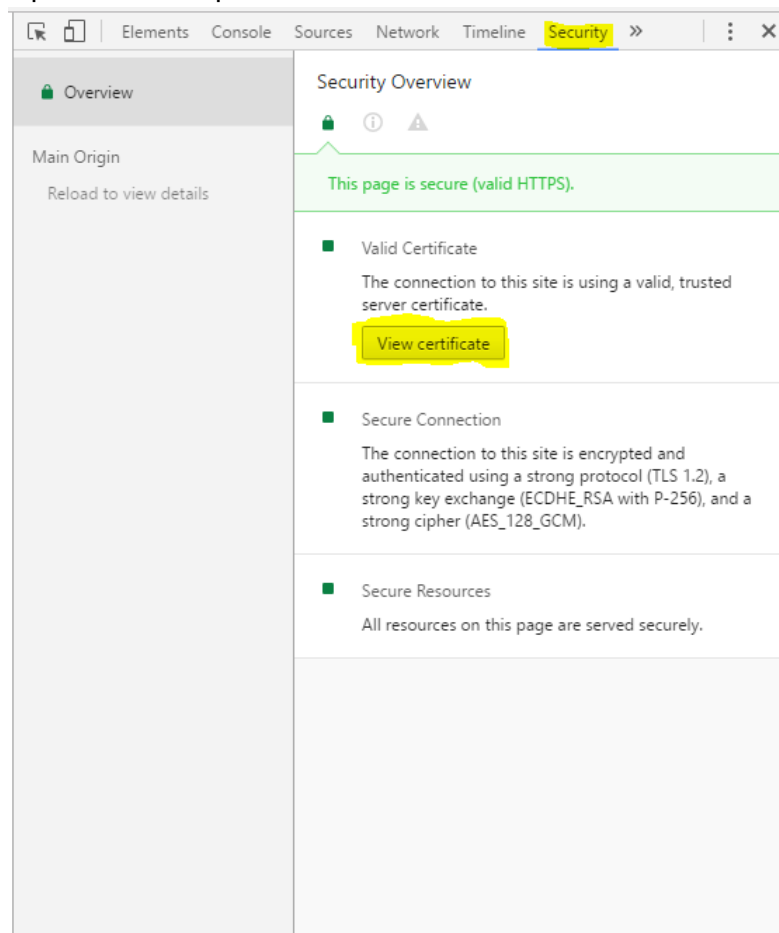 Elements Console Sources Network Timeline Security »
Overview
Main Origin
Reload to view details
Security Overview
This page is secure (valid HTTPS).
Valid Certificate
The connection to this site is using a valid, trusted
server certificate.
View certificate
Secure Connection
The connection to this site is encrypted and
authenticated using a strong protocol (TLS 1.2), a
strong key exchange (ECDHE_RSA with P-256), and a
strong cipher (AES_128_GCM).
Secure Resources
All resources on this page are served securely.